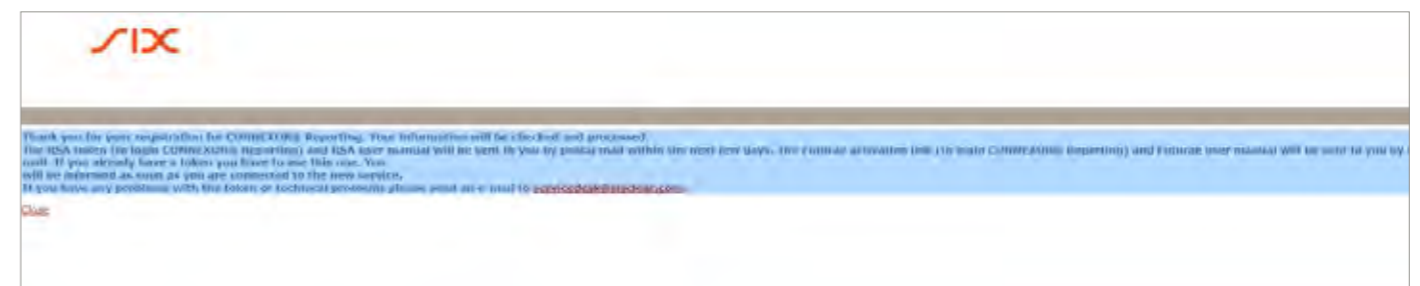 SIX
Thank you for your registration for CONNEXOR® Reporting. Your information will be checked and processed.
The RSA token (to login CONNEXOR® Reporting) and RSA user manual will be sent to you by postal mail within the next few days. The Futurae activation link (to login CONNEXOR® Reporting) and Futurae user manual will be sent to you by
mail. If you already have a token you have to use this one. You
will be informed as soon as you are connected to the new service.
If you have any problems with the token or technical problems please send an e-mail to
Close